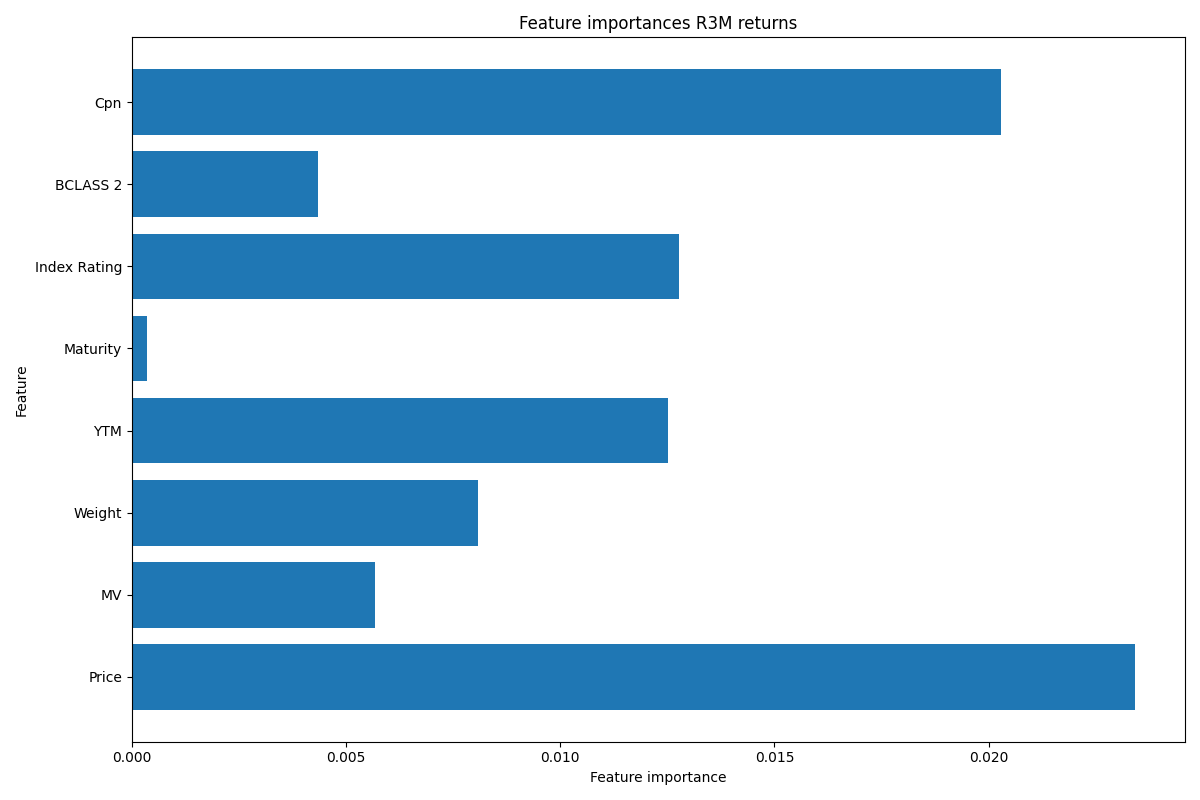 Feature importances R3M returns
Feature
Cpn
BCLASS 2
Index Rating
Maturity
YTM
Weight
MV
Price
0.000 0.005 0.010 0.015 0.020
Feature importance